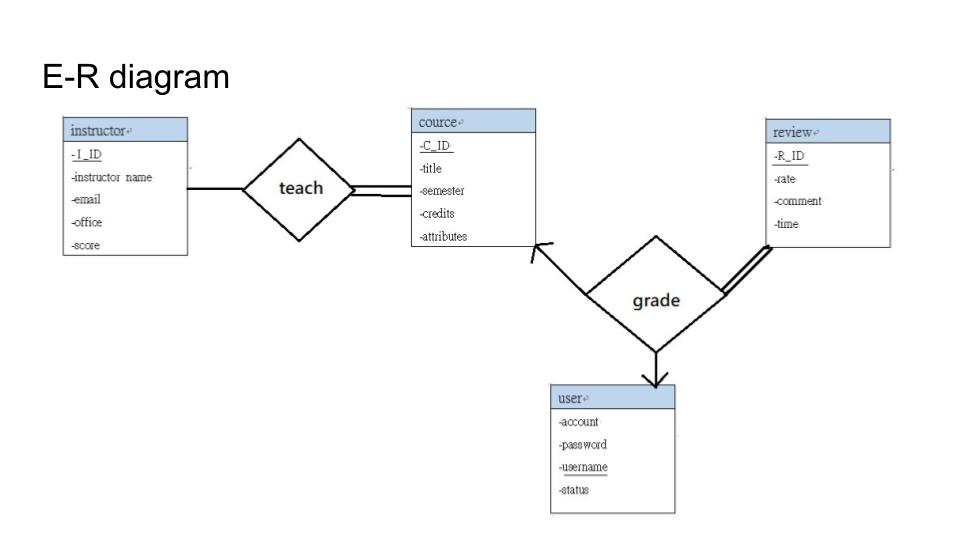 E-R diagram
instructor
-I_ID
-instructor name
-email
-office
-score
teach
cource
-C_ID
-title
-semester
-credits
-attributes
review
-R_ID
-rate
-comment
-time
grade
user
-account
-password
-username
-status